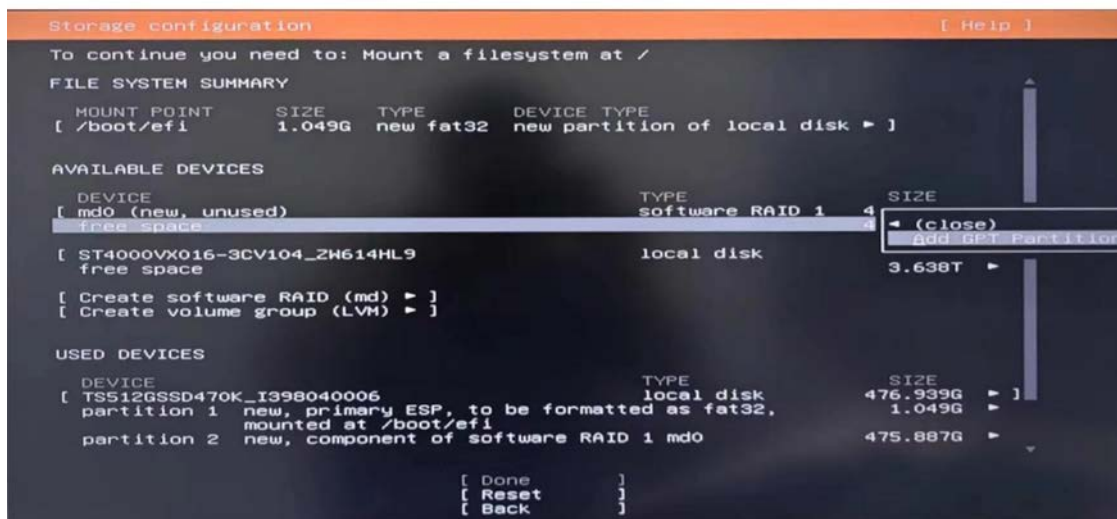 Storage configuration [ Help ]
To continue you need to: Mount a filesystem at /
FILE SYSTEM SUMMARY
MOUNT POINT SIZE TYPE DEVICE TYPE
[ /boot/efi 1.049G new fat32 new partition of local disk ► ]
AVAILABLE DEVICES
DEVICE TYPE SIZE
[ md0 (new, unused) software RAID 1 4
free space 4 ◄ (close)
Add GPT Partition
[ ST4000VX016-3CV104_ZW614HL9 local disk
free space 3.638T ►
[ Create software RAID (md) ► ]
[ Create volume group (LVM) ► ]
USED DEVICES
DEVICE TYPE SIZE
[ TS512GSSD470K_I398040006 local disk 476.939G ► ]
partition 1 new, primary ESP, to be formatted as fat32, 1.049G ►
mounted at /boot/efi
partition 2 new, component of software RAID 1 md0 475.887G ►
[ Done ]
[ Reset ]
[ Back ]